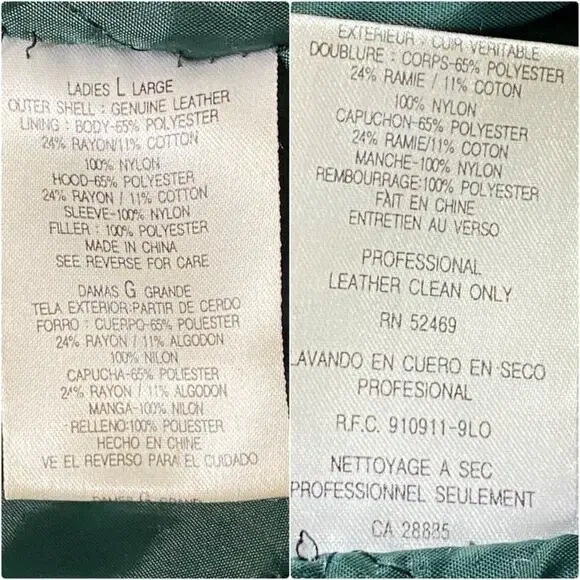 LADIES L LARGE
OUTER SHELL : GENUINE LEATHER
LINING : BODY-65% POLYESTER
24% RAYON/11% COTTON
100% NYLON
HOOD-65% POLYESTER
24% RAYON / 11% COTTON
SLEEVE-100% NYLON
FILLER : 100% POLYESTER
MADE IN CHINA
SEE REVERSE FOR CARE
DAMAS G GRANDE
TELA EXTERIOR:PARTIR DE CERDO
FORRO : CUERPO-65% POLIESTER
24% RAYON / 11% ALGODON
100% NILON
CAPUCHA-65% POLIESTER
24% RAYON / 11% ALGODON
MANGA-100% NILON
RELLENO:100% POLIESTER
HECHO EN CHINE
VE EL REVERSO PARA EL CUIDADO
DAMES G GRAND
EXTERIEUR : CUIR VERITABLE
DOUBLURE : CORPS-65% POLYESTER
24% RAMIE / 11% COTON
100% NYLON
CAPUCHON-65% POLYESTER
24% RAMIE/11% COTON
MANCHE-100% NYLON
REMBOURRAGE:100% POLYESTER
FAIT EN CHINE
ENTRETIEN AU VERSO
PROFESSIONAL
LEATHER CLEAN ONLY
RN 52469
LAVANDO EN CUERO EN SECO
PROFESIONAL
R.F.C. 910911-9LO
NETTOYAGE A SEC
PROFESSIONNEL SEULEMENT
CA 28885